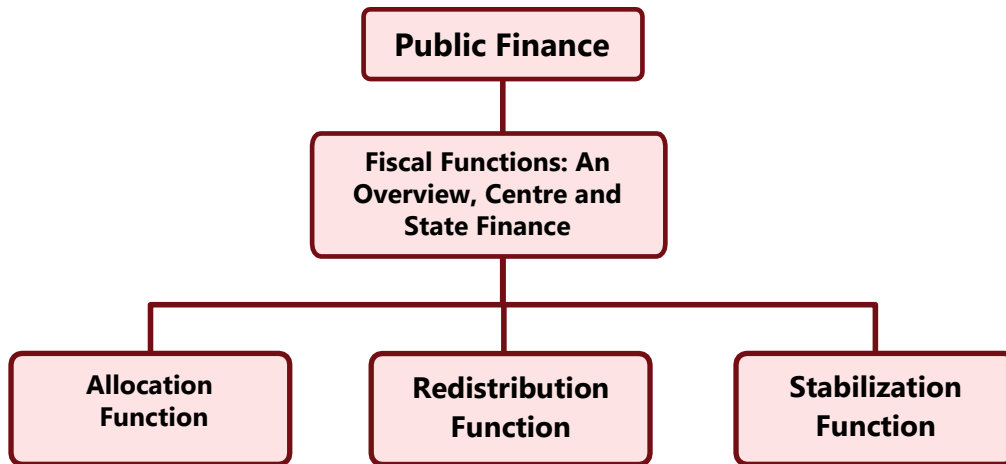 Public Finance
Fiscal Functions: An
Overview, Centre and
State Finance
Allocation
Function
Redistribution
Function
Stabilization
Function